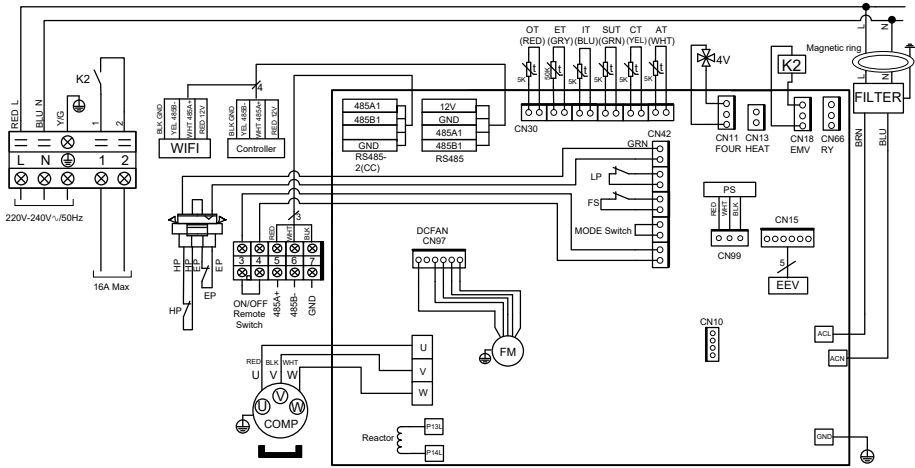 OT ET IT SUT CT AT
(RED) (GRY) (BLU) (GRN) (YEL) (WHT)
5K 50K 5K 5K 5K 5K
4V
K2
L N
Magnetic ring
L N
FILTER
BRN BLU
RED L
BLU N
YG
K2
1
2
4
BLK GND
YEL 485B-
WHT 485A+
RED 12V
WIFI
BLK GND
YEL 485B-
WHT 485A+
RED 12V
Controller
485A1
485B1
GND
RS485-
2(CC)
12V
GND
485A1
485B1
RS485
CN30
CN11
FOUR
CN13
HEAT
CN18
EMV
CN66
RY
CN42
GRN
LP
FS
MODE Switch
L N 1 2
220V-240V∿/50Hz
16A Max
HP
HP
EP
EP
HP
EP
3
RED WHT BLK
3 4 5 6 7
ON/OFF
Remote
Switch
485A+
485B-
GND
DCFAN
CN97
FM
PS
RED WHT BLK
CN99
CN15
5
EEV
CN10
ACL
ACN
GND
RED BLK WHT
U V W
U V W
COMP
U
V
W
Reactor
P13L
P14L